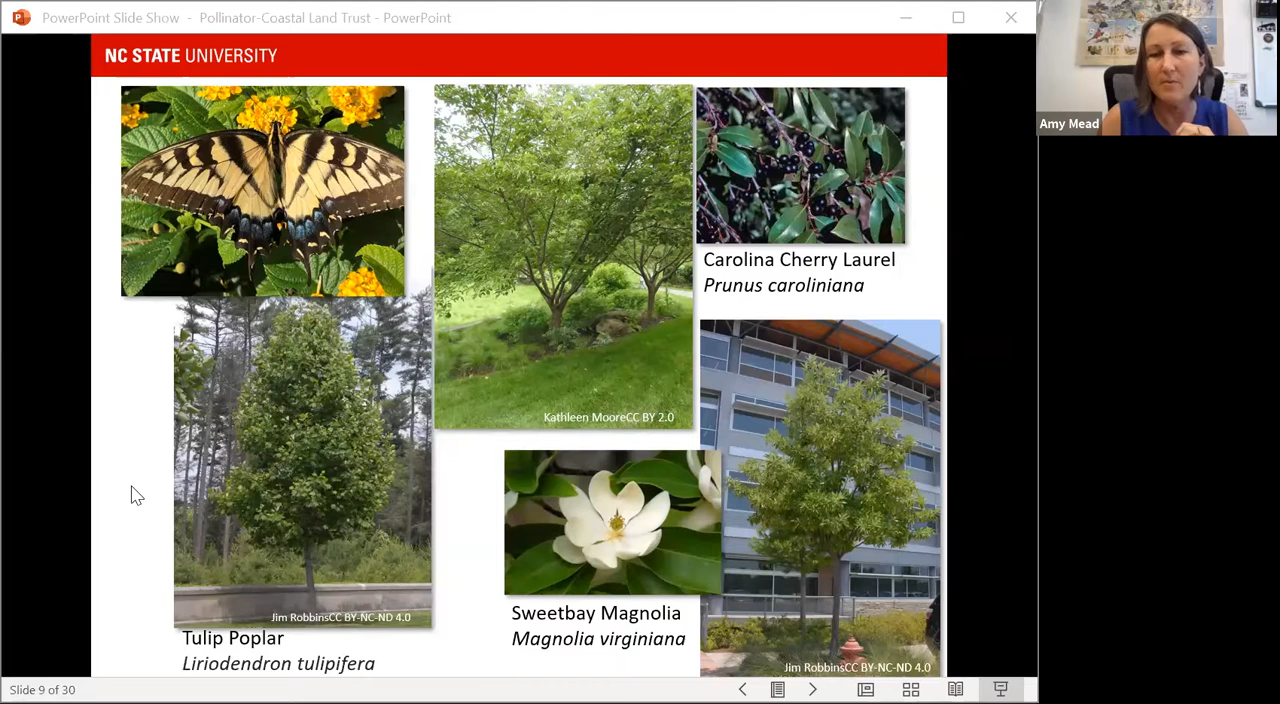 PowerPoint Slide Show - Pollinator-Coastal Land Trust - PowerPoint
NC STATE UNIVERSITY
Amy Mead
Carolina Cherry Laurel
Prunus caroliniana
Kathleen MooreCC BY 2.0
Jim RobbinsCC BY-NC-ND 4.0
Tulip Poplar
Liriodendron tulipifera
Sweetbay Magnolia
Magnolia virginiana
Jim RobbinsCC BY-NC-ND 4.0
Slide 9 of 30